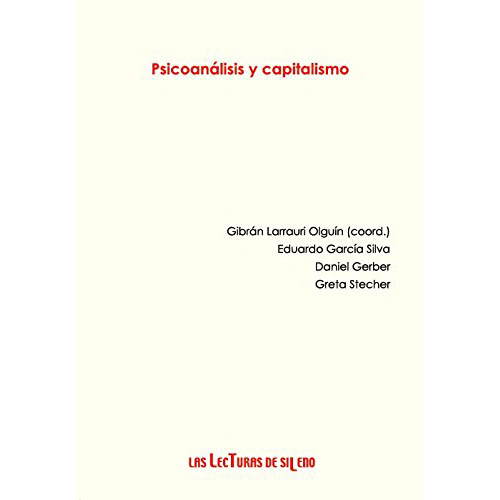 Psicoanálisis y capitalismo
Gibrán Larrauri Olguín (coord.)
Eduardo García Silva
Daniel Gerber
Greta Stecher
LAS LECTURAS DE SILENO